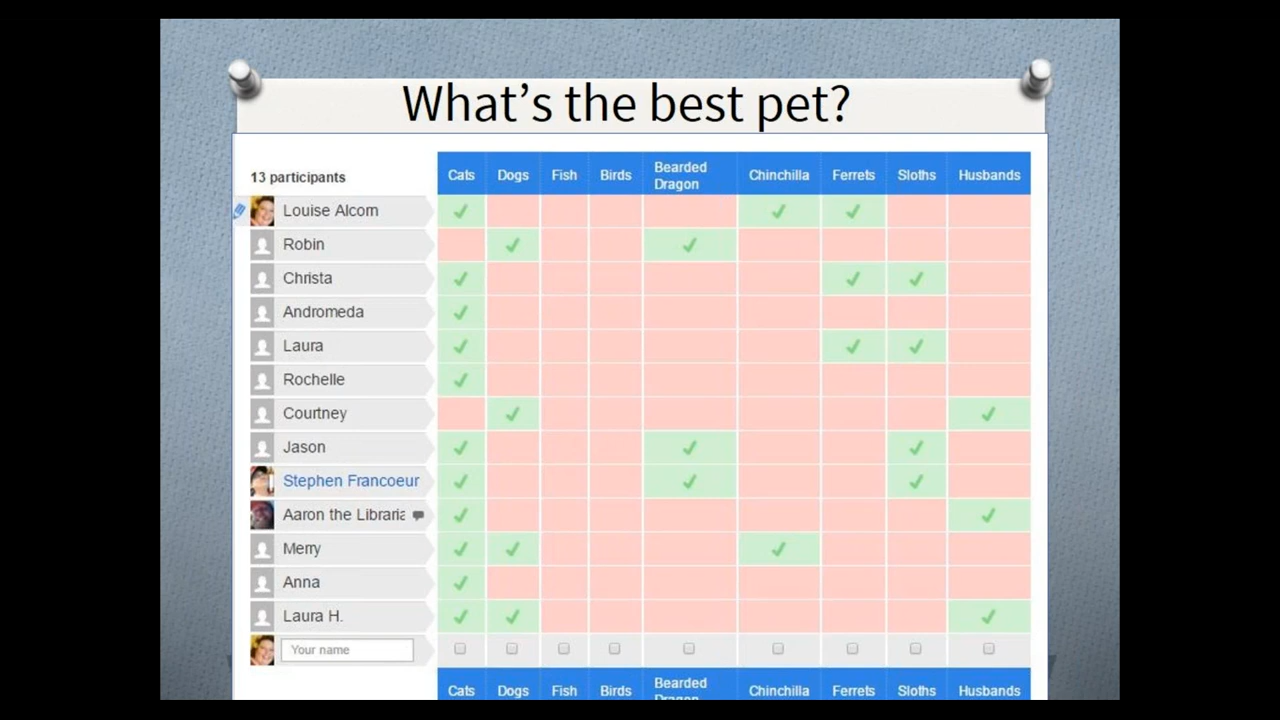 What's the best pet?
13 participants Cats Dogs Fish Birds Bearded Dragon Chinchilla Ferrets Sloths Husbands
Louise Alcorn
Robin
Christa
Andromeda
Laura
Rochelle
Courtney
Jason
Stephen Francoeur
Aaron the Libraria
Merry
Anna
Laura H.
Your name
Cats Dogs Fish Birds Bearded Dragon Chinchilla Ferrets Sloths Husbands